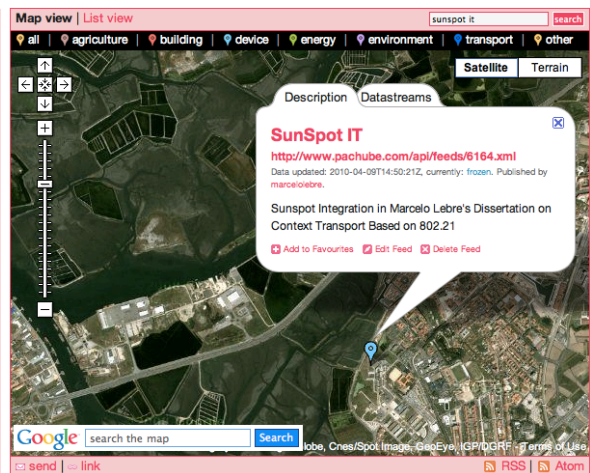 Map view | List view
sunspot it
search
all | agriculture | building | device | energy | environment | transport | other
Satellite
Terrain
Description
Datastreams
SunSpot IT
http://www.pachube.com/api/feeds/6164.xml
Data updated: 2010-04-09T14:50:21Z, currently: frozen. Published by
marcelolebre.
Sunspot Integration in Marcelo Lebre's Dissertation on
Context Transport Based on 802.21
Add to Favourites
Edit Feed
Delete Feed
Google
search the map
Search
lobe, Cnes/Spot Image, GeoEye, IGP/DGRF - Terms of Use
send | link
RSS | Atom